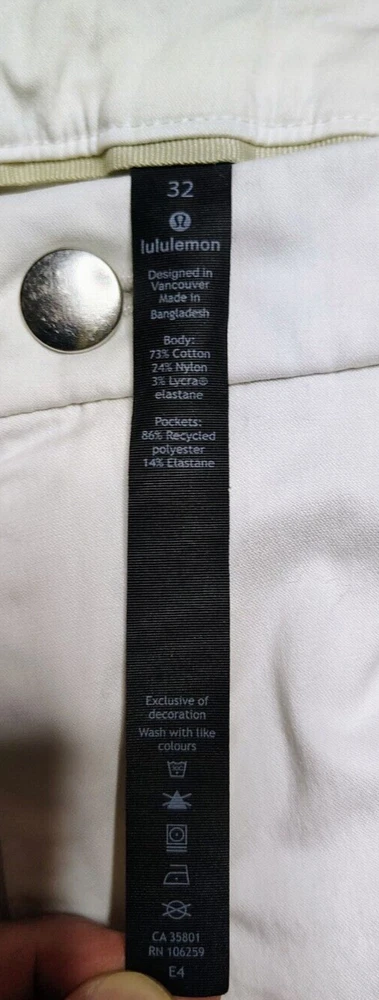 32
lululemon
Designed in
Vancouver
Made in
Bangladesh
Body:
73% Cotton
24% Nylon
3% Lycra®
elastane
Pockets:
86% Recycled
polyester
14% Elastane
Exclusive of
decoration
Wash with like
colours
30C
CA 35801
RN 106259
E4